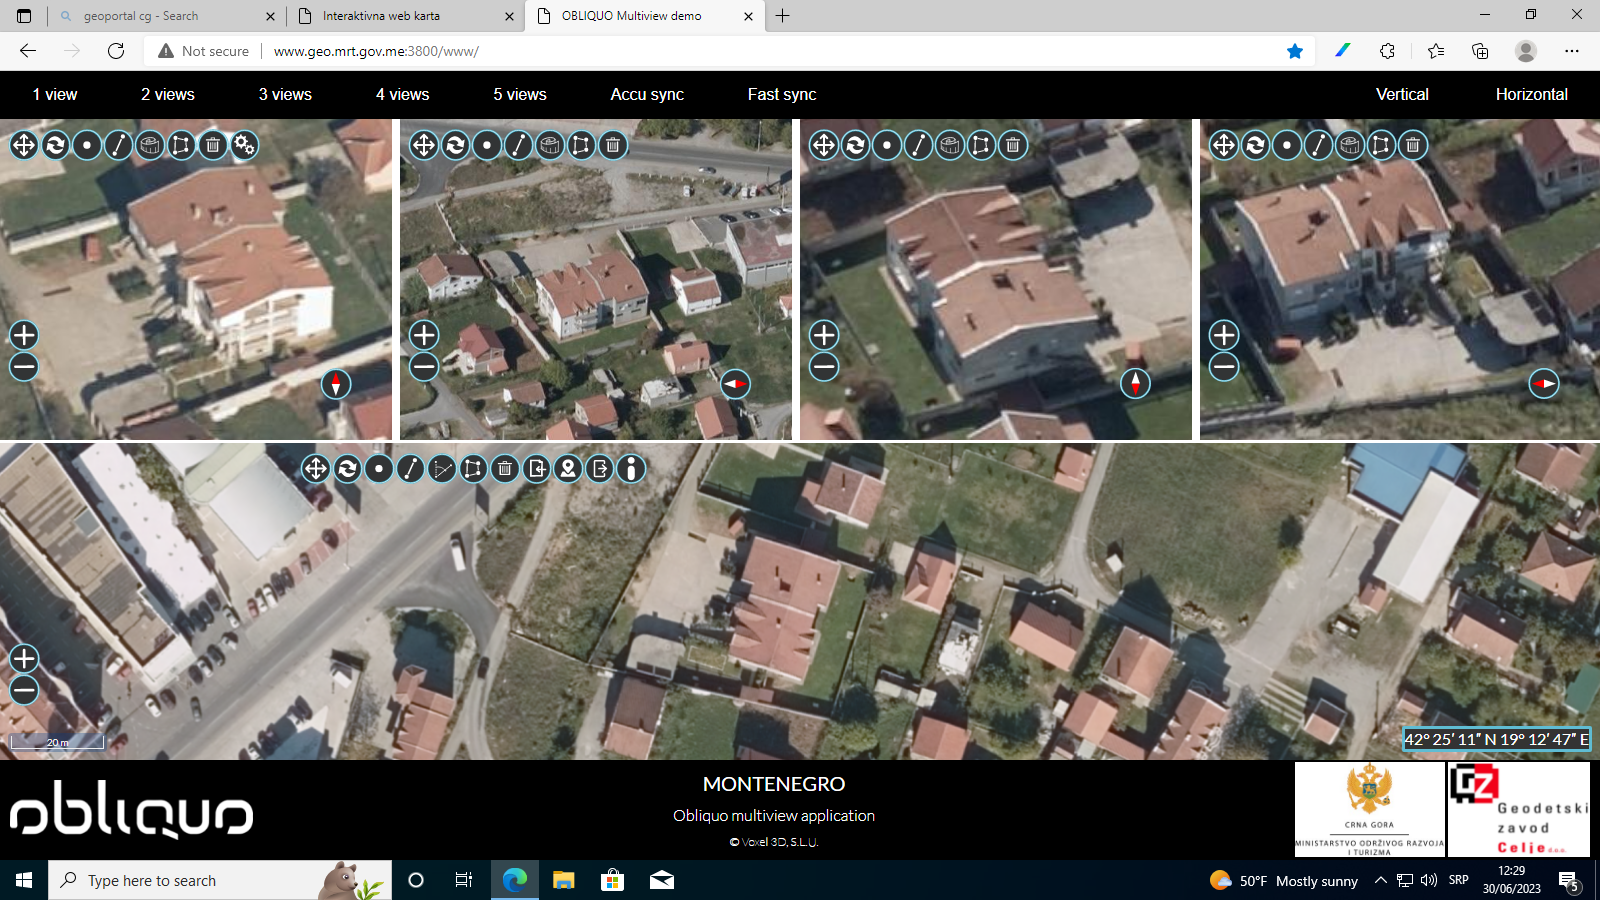 geoportal cg - Search
Interaktivna web karta
OBLIQUO Multiview demo
Not secure
www.geo.mrt.gov.me:3800/www/
1 view
2 views
3 views
4 views
5 views
Accu sync
Fast sync
Vertical
Horizontal
20 m
42° 25' 11" N 19° 12' 47" E
obliquo
MONTENEGRO
Obliquo multiview application
© Voxel 3D, S.L.U.
CRNA GORA
MINISTARSTVO ODRŽIVOG RAZVOJA
I TURIZMA
GZ
Geodetski
zavod
Celje d.o.o.
Type here to search
50°F Mostly sunny
SRP
12:29
30/06/2023
5